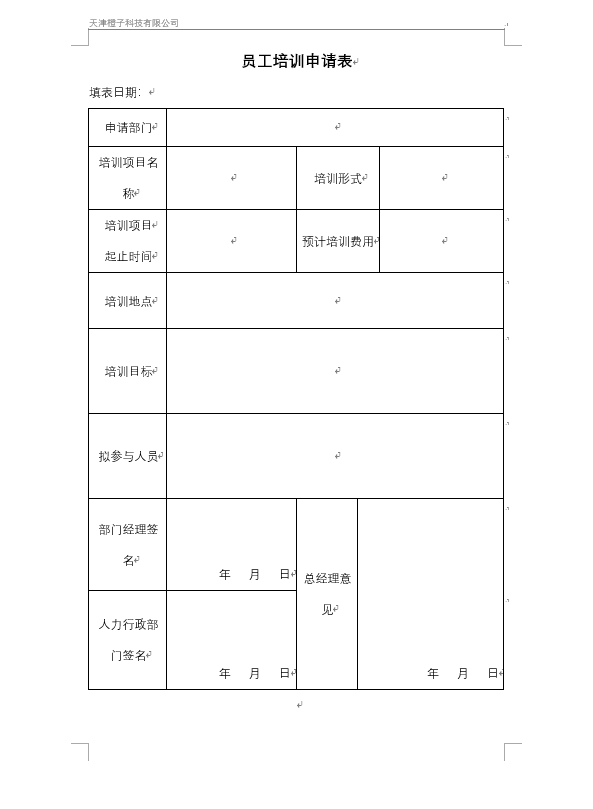 天津橙子科技有限公司
员工培训申请表
填表日期：
申请部门
培训项目名
称
培训形式
培训项目
起止时间
预计培训费用
培训地点
培训目标
拟参与人员
部门经理签
名
年 月 日
总经理意
见
人力行政部
门签名
年 月 日
年 月 日